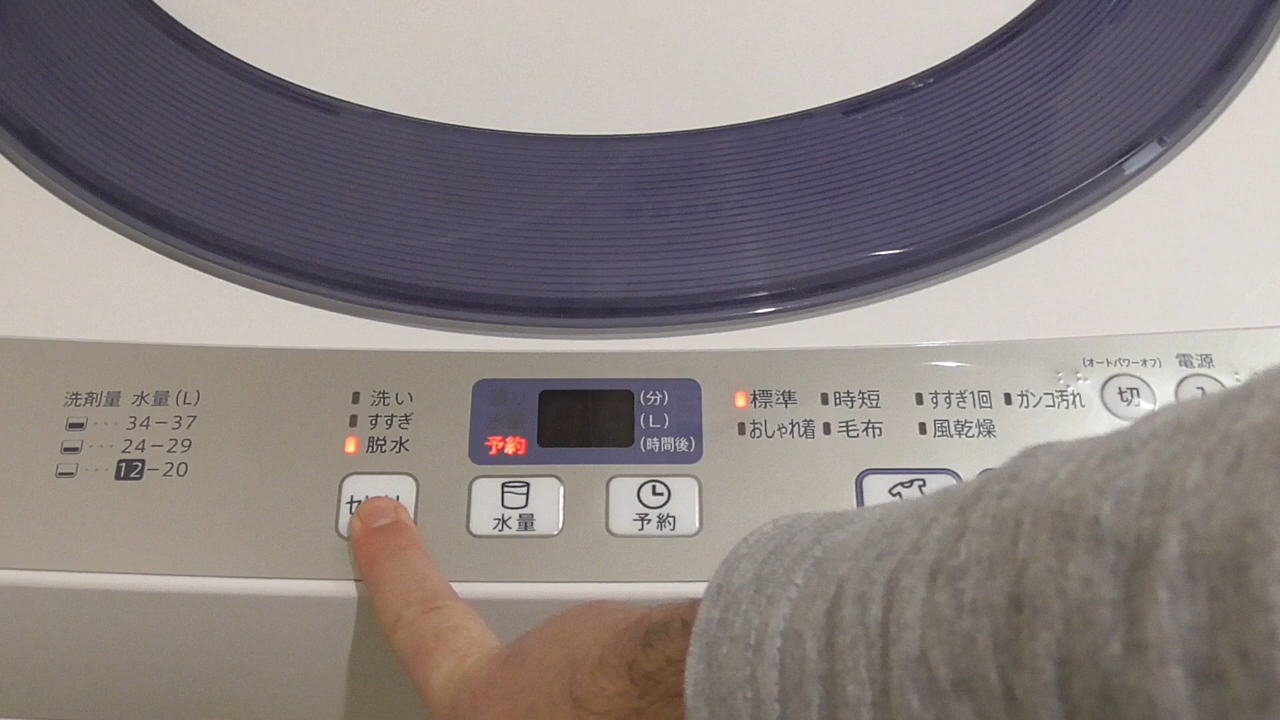 洗剤量 水量(L)
・・・ 34-37
・・・ 24-29
・・・ 12-20
洗い
すすぎ
脱水
(分)
(L)
予約 (時間後)
水量
予約
標準 時短 すすぎ1回 ガンコ汚れ
おしゃれ着 毛布 風乾燥
(オートパワーオフ) 電源
切